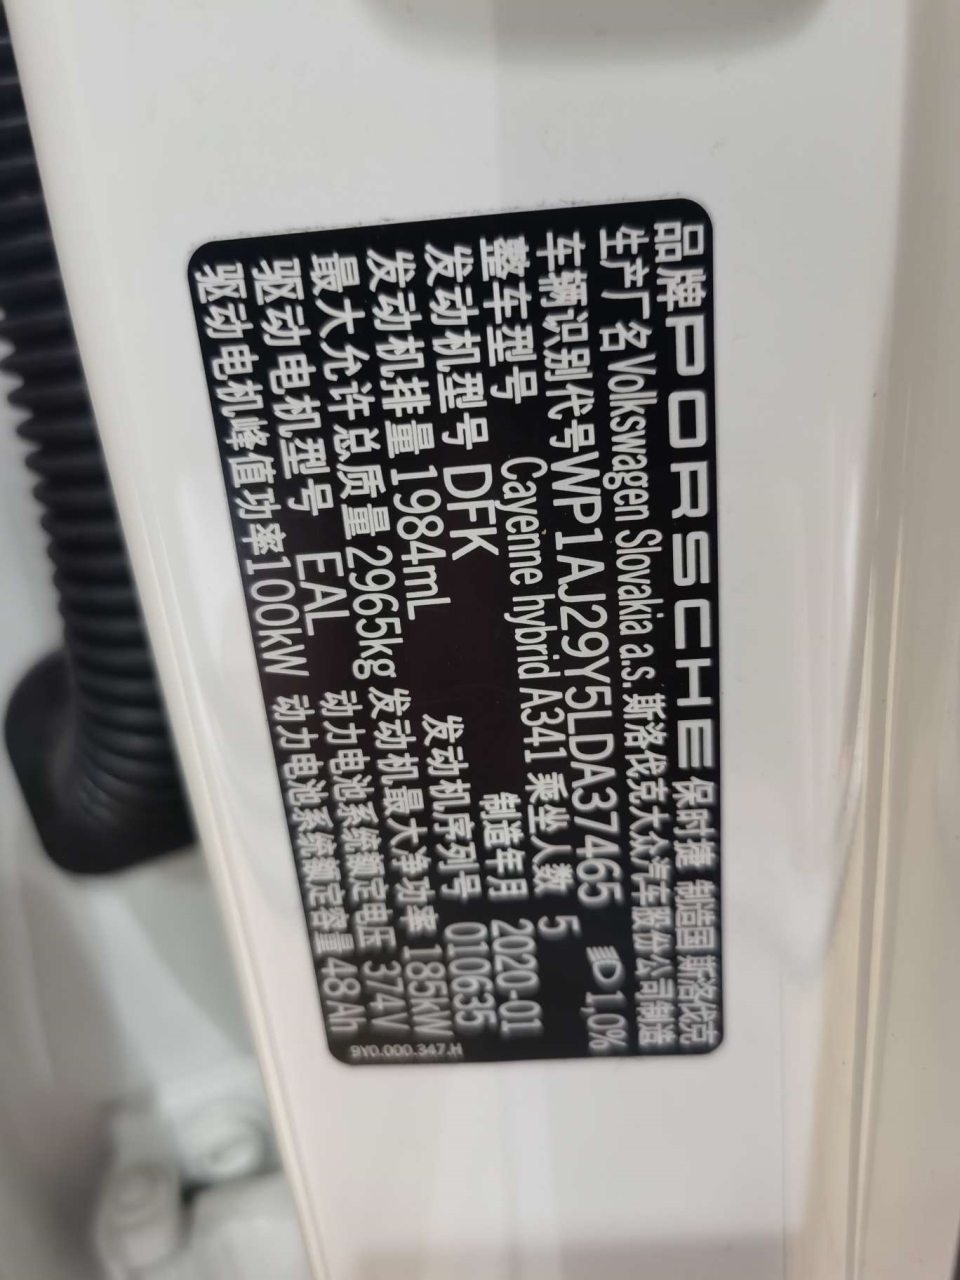 品牌 PORSCHE 保时捷 制造国 斯洛伐克
生产厂名 Volkswagen Slovakia a.s. 斯洛伐克大众汽车股份公司制造
车辆识别代号 WP1AJ29Y5LDA37465 1,0%
整车型号 Cayenne hybrid A341 乘坐人数 5
发动机型号 DFK 制造年月 2020-01
发动机排量 1984mL 发动机序列号 010635
最大允许总质量 2965kg 发动机最大净功率 185kW
驱动电机型号 EAL 动力电池系统额定电压 374V
驱动电机峰值功率 100kW 动力电池系统额定容量 48Ah
9Y0.000.347.H